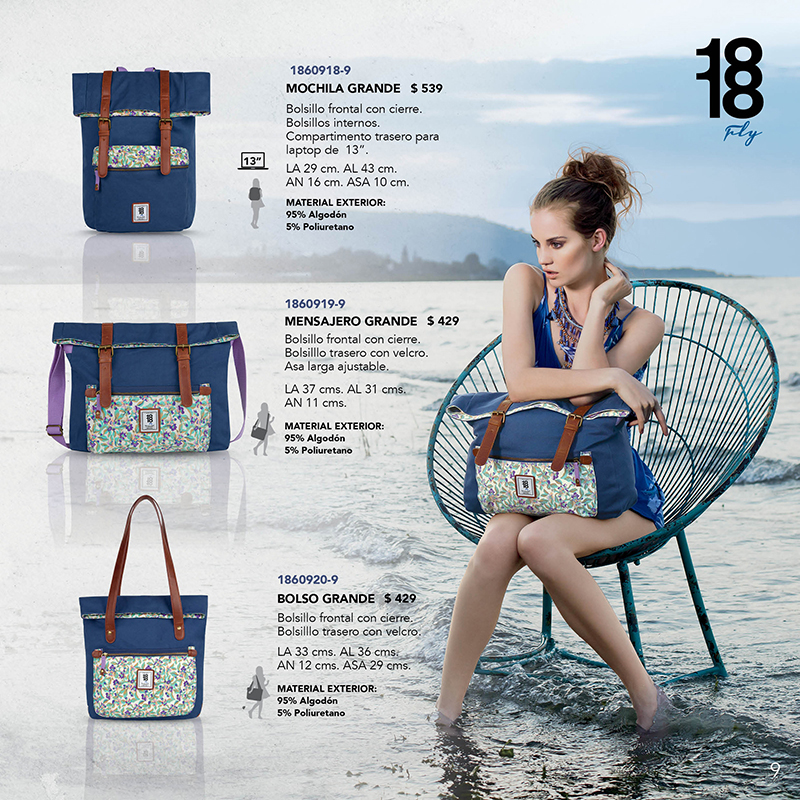 18
18
Fly
1860918-9
MOCHILA GRANDE $ 539
Bolsillo frontal con cierre.
Bolsillos internos.
Compartimento trasero para
laptop de 13”.
13”
LA 29 cm. AL 43 cm.
AN 16 cm. ASA 10 cm.
MATERIAL EXTERIOR:
95% Algodón
5% Poliuretano
1860919-9
MENSAJERO GRANDE $ 429
Bolsillo frontal con cierre.
Bolsilllo trasero con velcro.
Asa larga ajustable.
LA 37 cms. AL 31 cms.
AN 11 cms.
MATERIAL EXTERIOR:
95% Algodón
5% Poliuretano
1860920-9
BOLSO GRANDE $ 429
Bolsillo frontal con cierre.
Bolsilllo trasero con velcro.
LA 33 cms. AL 36 cms.
AN 12 cms. ASA 29 cms.
MATERIAL EXTERIOR:
95% Algodón
5% Poliuretano
9